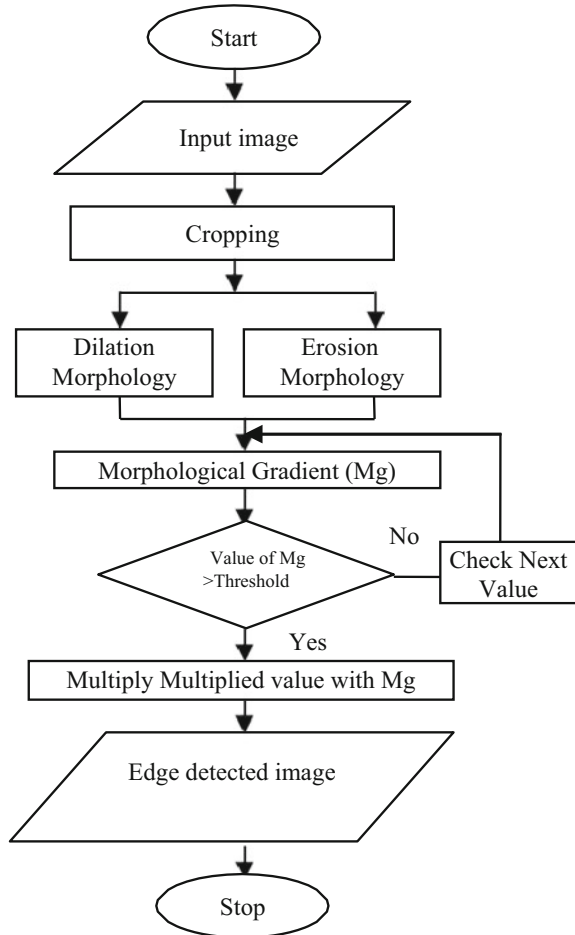 Start
Input image
Cropping
Dilation
Morphology
Erosion
Morphology
Morphological Gradient (Mg)
Value of Mg
>Threshold
No
Check Next
Value
Yes
Multiply Multiplied value with Mg
Edge detected image
Stop